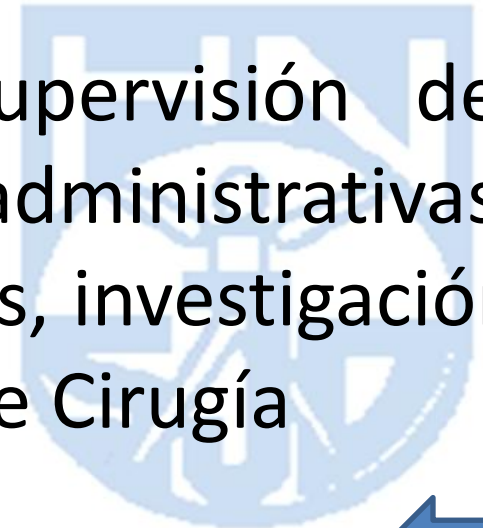 upervisión de
administrativas
s, investigación
e Cirugía